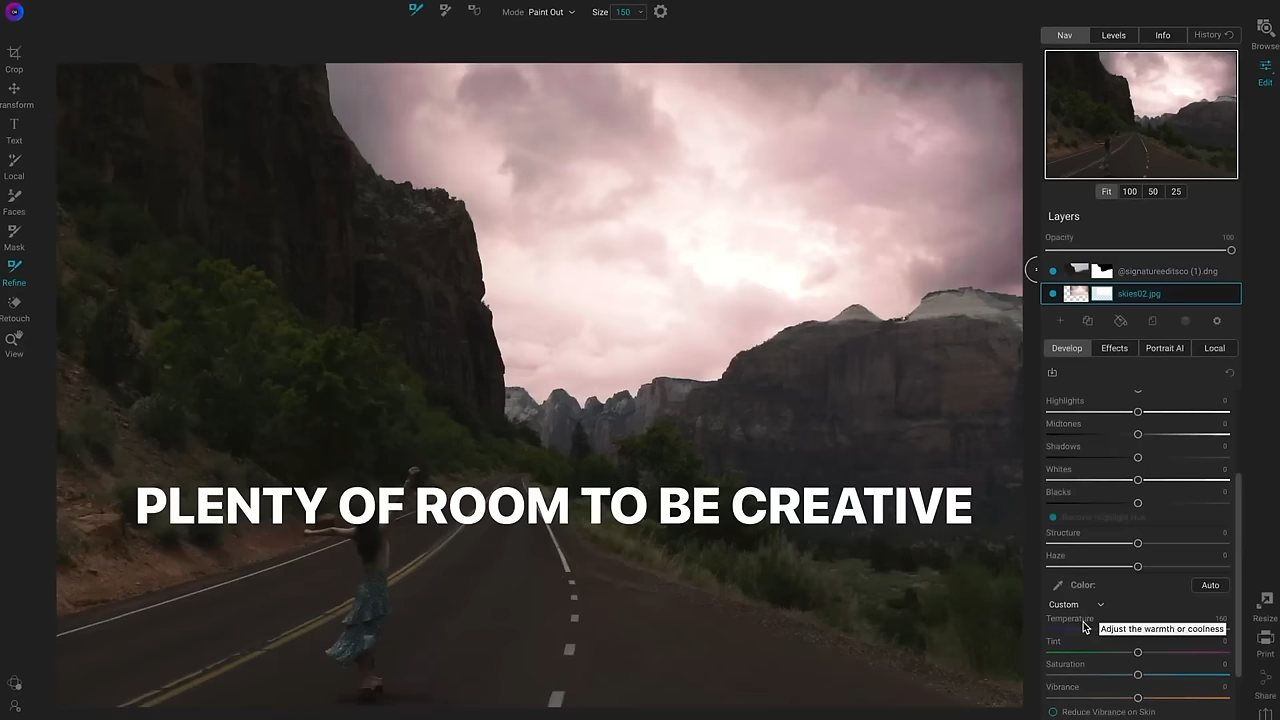 Mode Paint Out
Size 150
Crop
Transform
Text
Local
Faces
Mask
Refine
Retouch
View
PLENTY OF ROOM TO BE CREATIVE
Nav Levels Info History
Fit 100 50 25
Layers
Opacity 100
@signatureeditsco (1).dng
skies02.jpg
Develop Effects Portrait AI Local
Highlights 0
Midtones 0
Shadows 0
Whites 0
Blacks 0
Structure 0
Haze 0
Color: Auto
Custom
Temperature 160
Adjust the warmth or coolness
Tint 0
Saturation 0
Vibrance 0
Reduce Vibrance on Skin
Browse
Edit
Resize
Print
Share